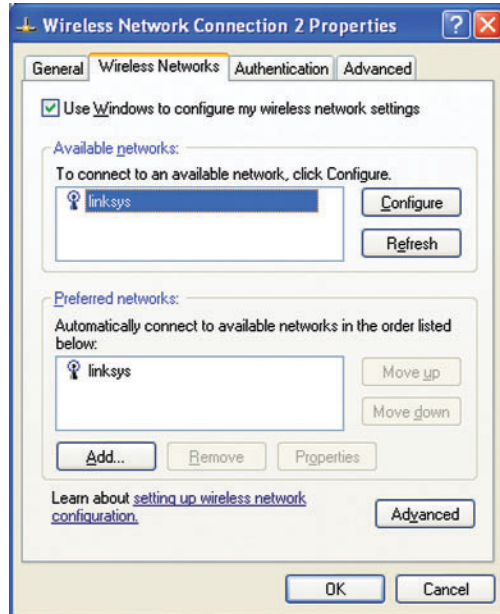 Wireless Network Connection 2 Properties
General Wireless Networks Authentication Advanced
Use Windows to configure my wireless network settings
Available networks:
To connect to an available network, click Configure.
linksys
Configure
Refresh
Preferred networks:
Automatically connect to available networks in the order listed
below:
linksys
Move up
Move down
Add... Remove Properties
Learn about setting up wireless network
configuration.
Advanced
OK Cancel